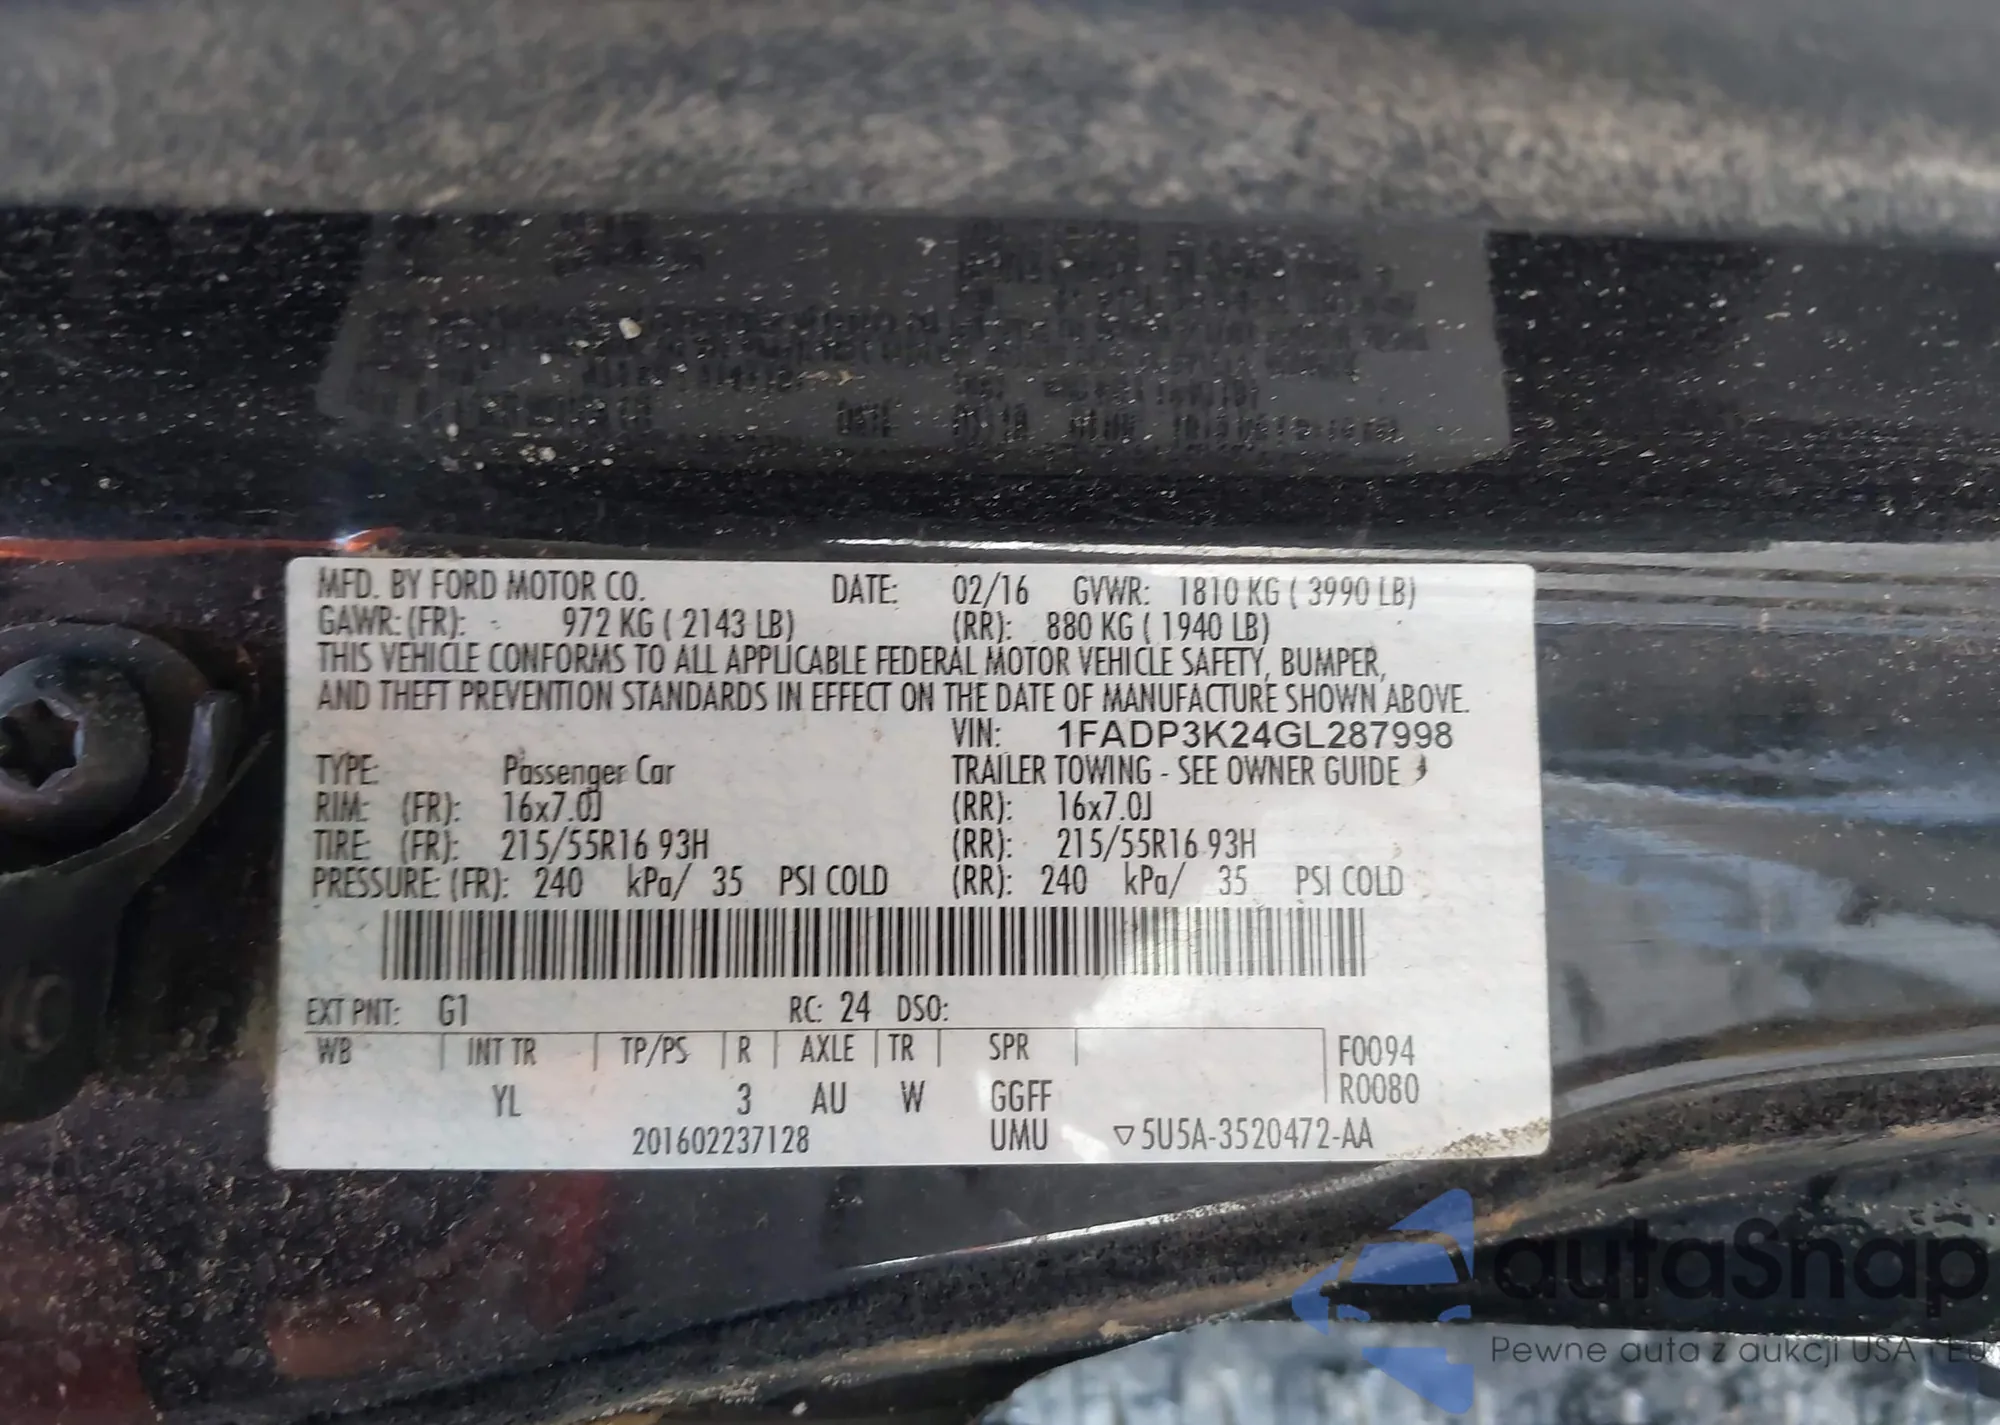 MFD. BY FORD MOTOR CO. DATE: 02/16 GVWR: 1810 KG ( 3990 LB)
GAWR: (FR): 972 KG ( 2143 LB) (RR): 880 KG ( 1940 LB)
THIS VEHICLE CONFORMS TO ALL APPLICABLE FEDERAL MOTOR VEHICLE SAFETY, BUMPER,
AND THEFT PREVENTION STANDARDS IN EFFECT ON THE DATE OF MANUFACTURE SHOWN ABOVE.
VIN: 1FADP3K24GL287998
TYPE: Passenger Car TRAILER TOWING - SEE OWNER GUIDE
RIM: (FR): 16x7.0J (RR): 16x7.0J
TIRE: (FR): 215/55R16 93H (RR): 215/55R16 93H
PRESSURE: (FR): 240 kPa/ 35 PSI COLD (RR): 240 kPa/ 35 PSI COLD
EXT PNT: G1 RC: 24 DSO:
WB INT TR TP/PS R AXLE TR SPR F0094
YL 3 AU W GGFF R0080
201602237128 UMU ▽5U5A-3520472-AA
autaSnap
Pewne auta z aukcji USA i EU